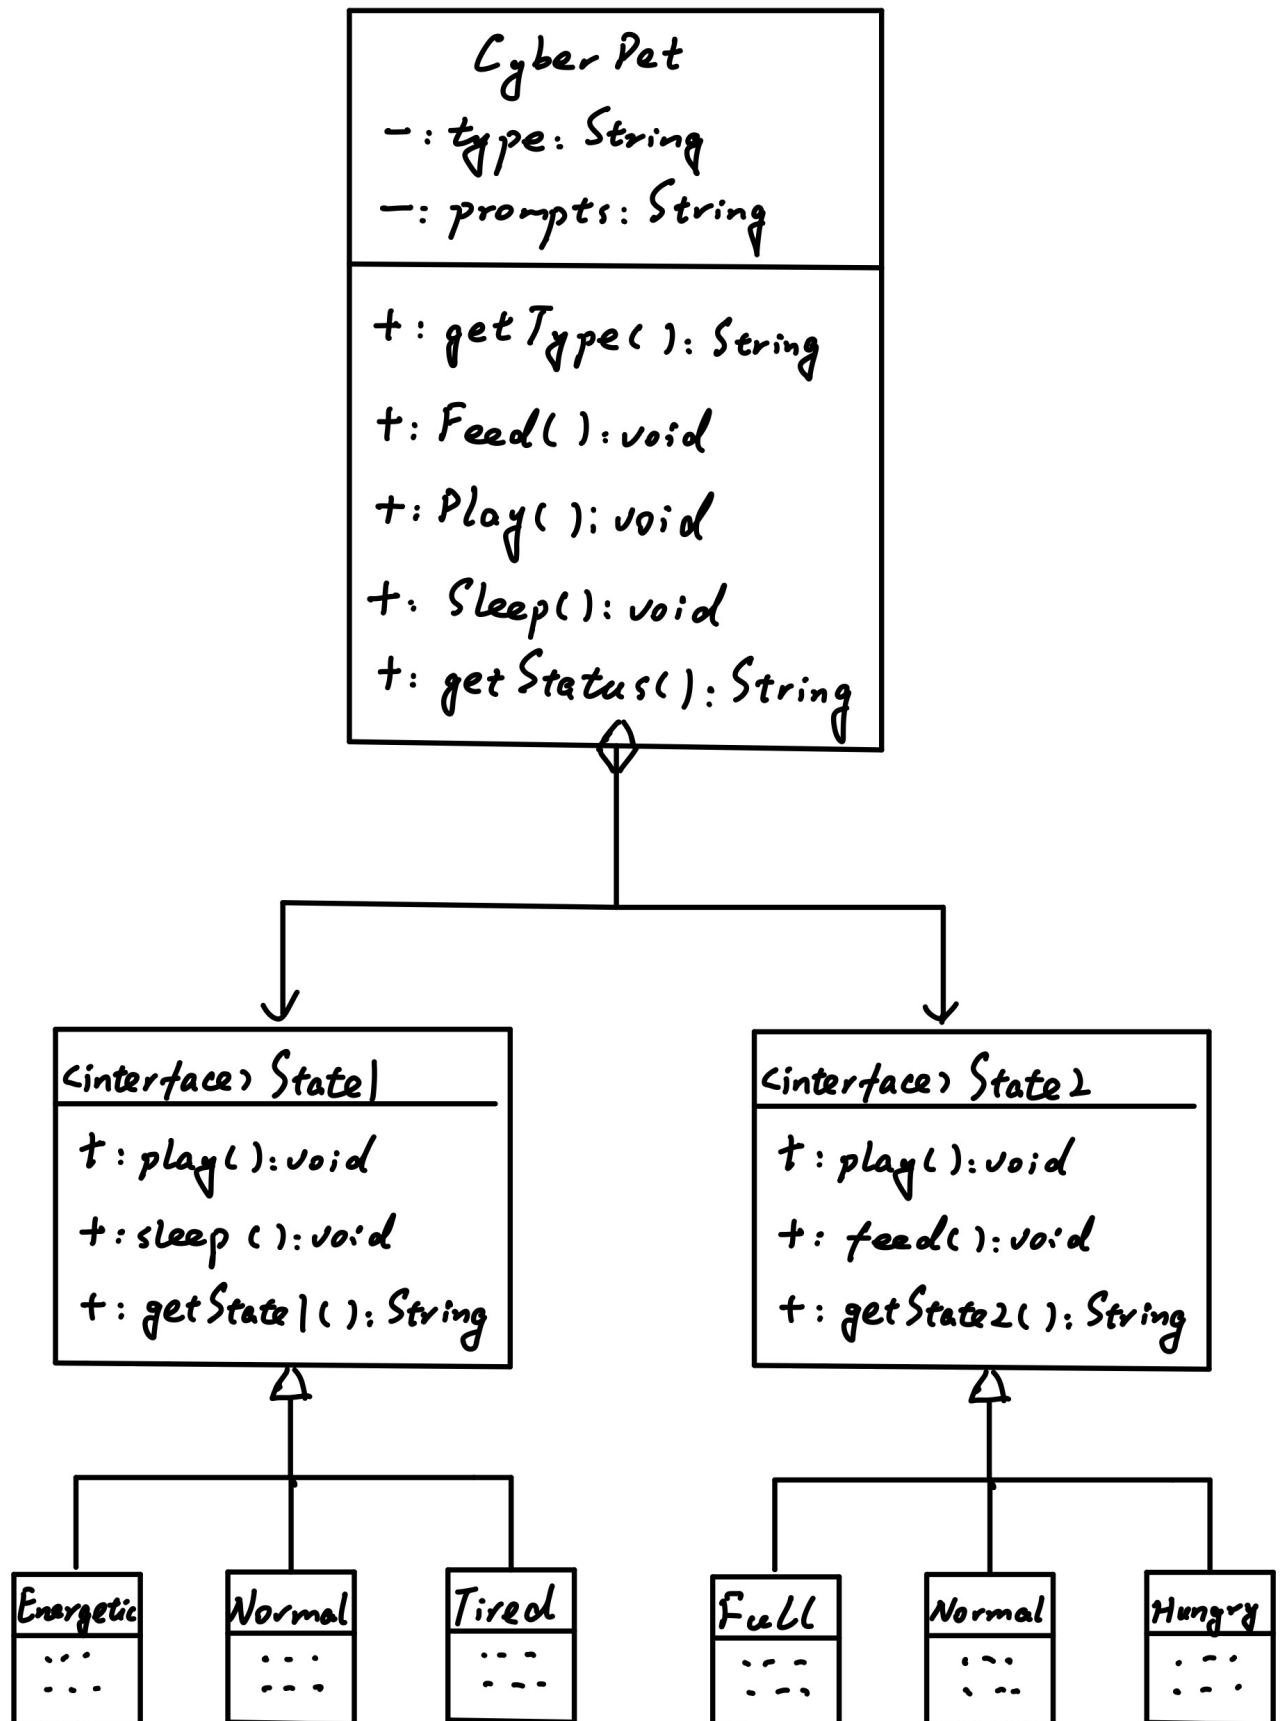 CyberPet
-: type: String
-: prompts: String
+: getType( ): String
+: Feed( ): void
+: Play( ): void
+: Sleep( ): void
+: getStatus( ): String
<interface> State1
+: play( ): void
+: sleep ( ): void
+: getState1( ): String
<interface> State2
+: play( ): void
+: feed( ): void
+: getState2( ): String
Energetic
Normal
Tired
Full
Normal
Hungry